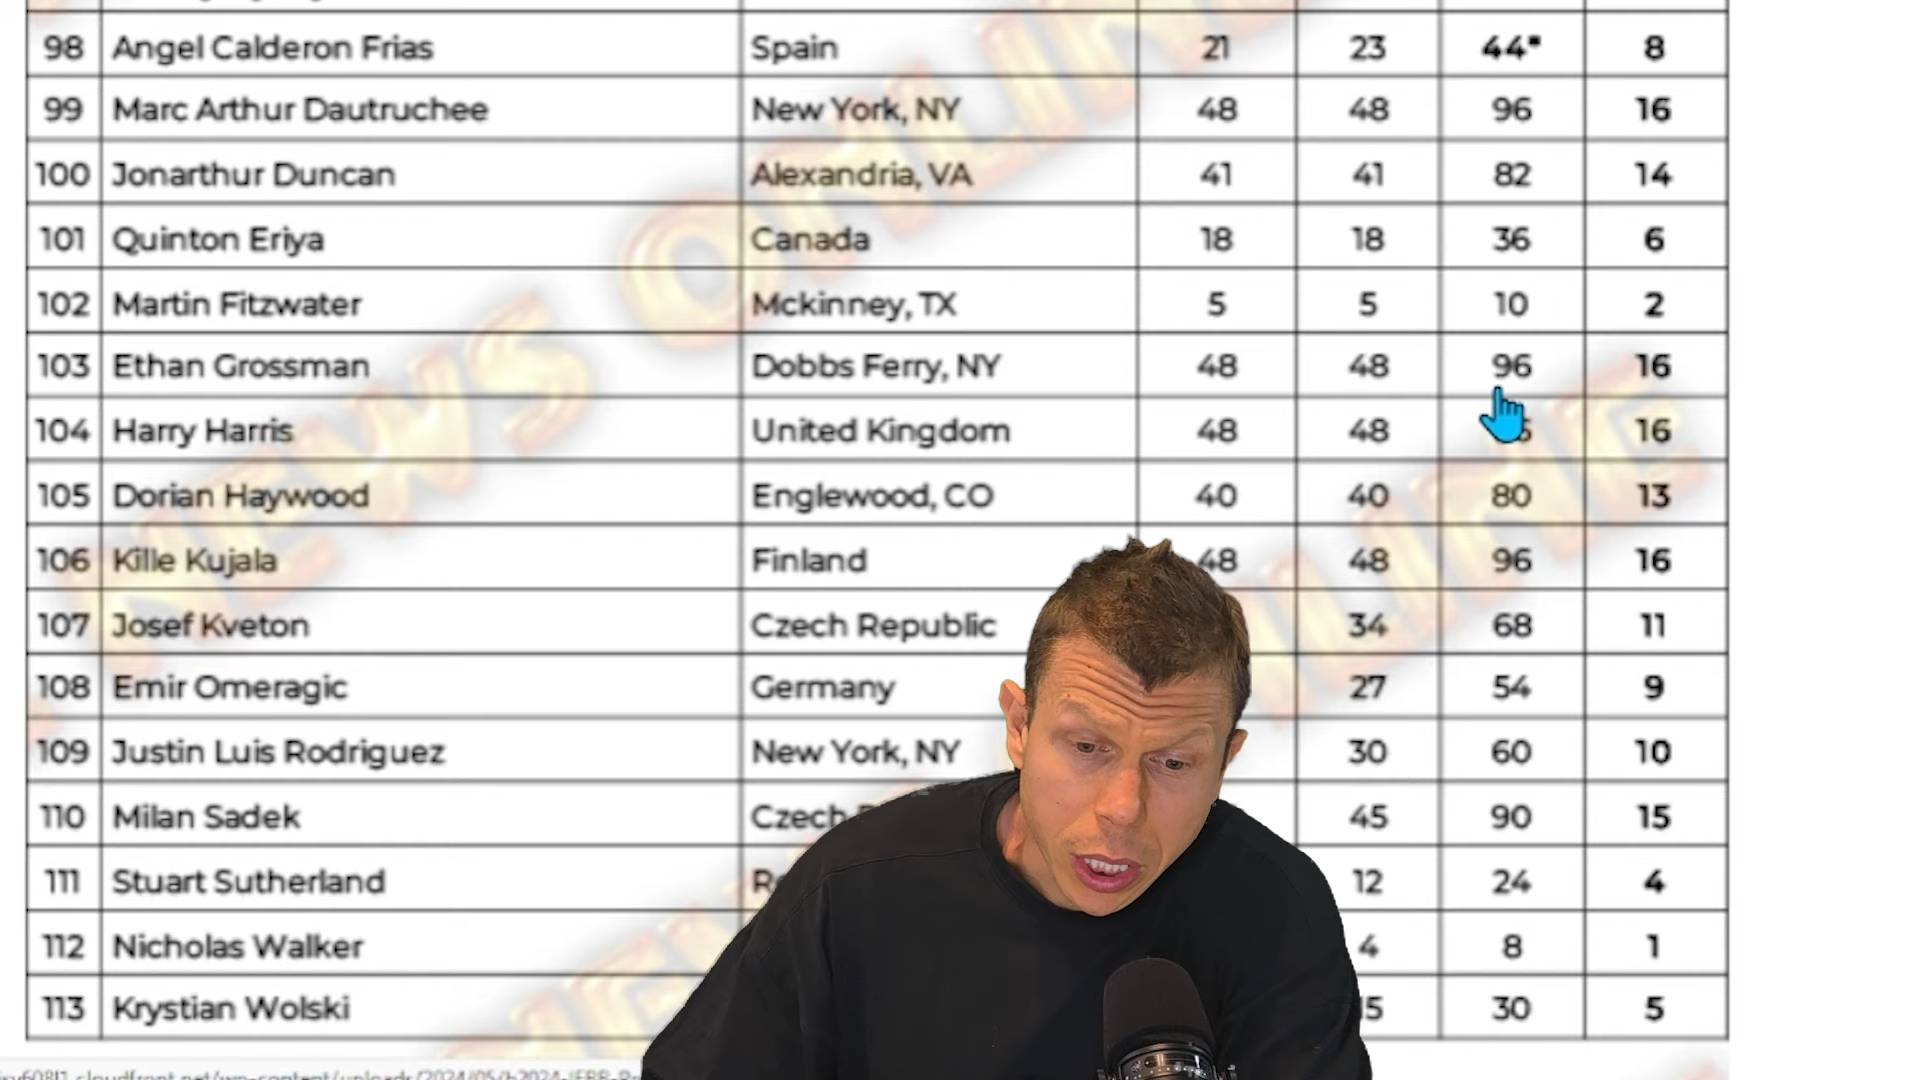 98 Angel Calderon Frias Spain 21 23 44* 8
99 Marc Arthur Dautruchee New York, NY 48 48 96 16
100 Jonarthur Duncan Alexandria, VA 41 41 82 14
101 Quinton Eriya Canada 18 18 36 6
102 Martin Fitzwater Mckinney, TX 5 5 10 2
103 Ethan Grossman Dobbs Ferry, NY 48 48 96 16
104 Harry Harris United Kingdom 48 48 16
105 Dorian Haywood Englewood, CO 40 40 80 13
106 Kille Kujala Finland 48 48 96 16
107 Josef Kveton Czech Republic 34 68 11
108 Emir Omeragic Germany 27 54 9
109 Justin Luis Rodriguez New York, NY 30 60 10
110 Milan Sadek Czech 45 90 15
111 Stuart Sutherland 12 24 4
112 Nicholas Walker 4 8 1
113 Krystian Wolski 15 30 5
NEWS ONLINE